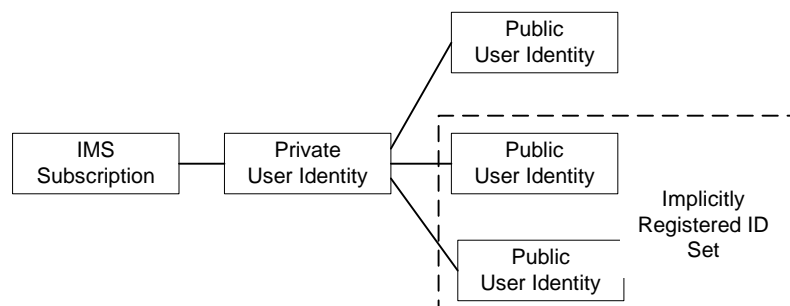 Public
User Identity
IMS
Subscription
Private
User Identity
Public
User Identity
Implicitly
Registered ID
Set
Public
User Identity